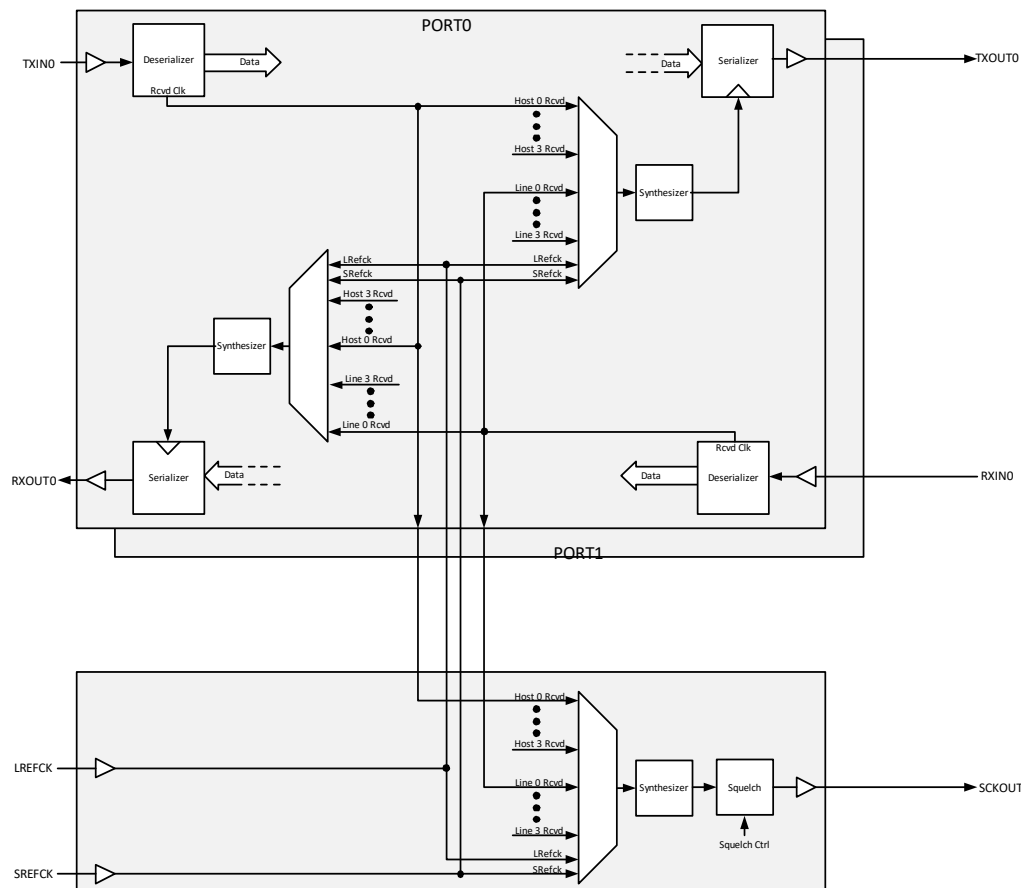 PORT0
TXIN0
Deserializer
Rcvd Clk
Data
Data
Serializer
TXOUT0
Host 0 Rcvd
Host 3 Rcvd
Line 0 Rcvd
Line 3 Rcvd
LRefck
SRefck
Synthesizer
LRefck
SRefck
Host 3 Rcvd
Host 0 Rcvd
Line 3 Rcvd
Line 0 Rcvd
Synthesizer
RXOUT0
Serializer
Data
Data
Rcvd Clk
Deserializer
RXIN0
PORT1
Host 0 Rcvd
Host 3 Rcvd
Line 0 Rcvd
Line 3 Rcvd
LRefck
SRefck
LREFCK
SREFCK
Synthesizer
Squelch
Squelch Ctrl
SCKOUT